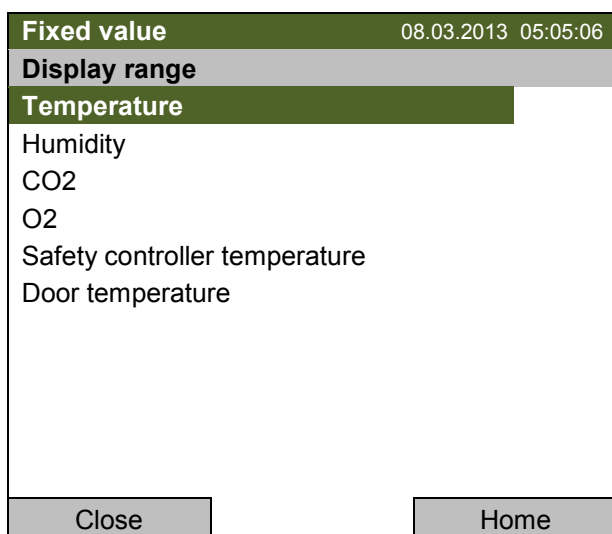 Fixed value 08.03.2013 05:05:06
Display range
Temperature
Humidity
CO2
O2
Safety controller temperature
Door temperature
Close Home